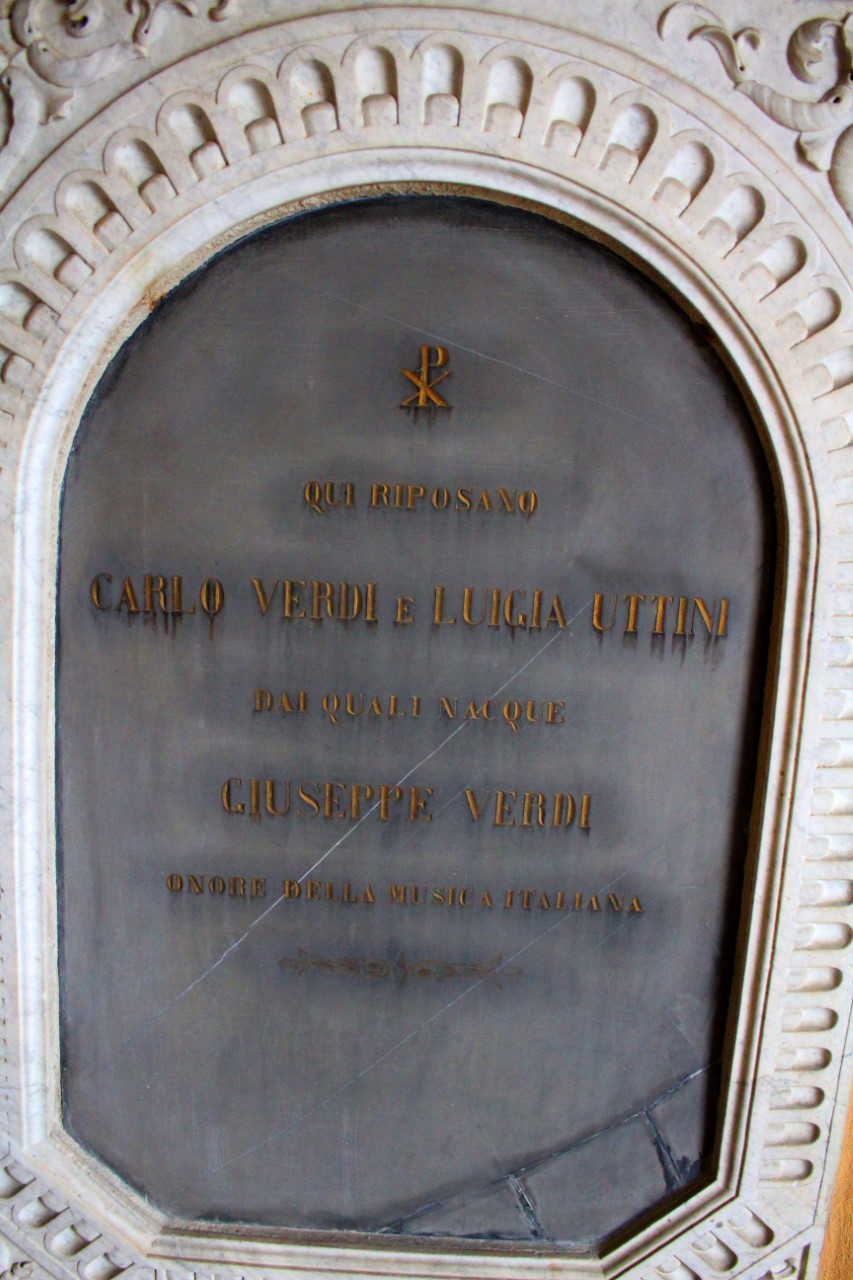 QUI RIPOSANO
CARLO VERDI E LUIGIA UTTINI
DAI QUALI NACQUE
GIUSEPPE VERDI
ONORE DELLA MUSICA ITALIANA